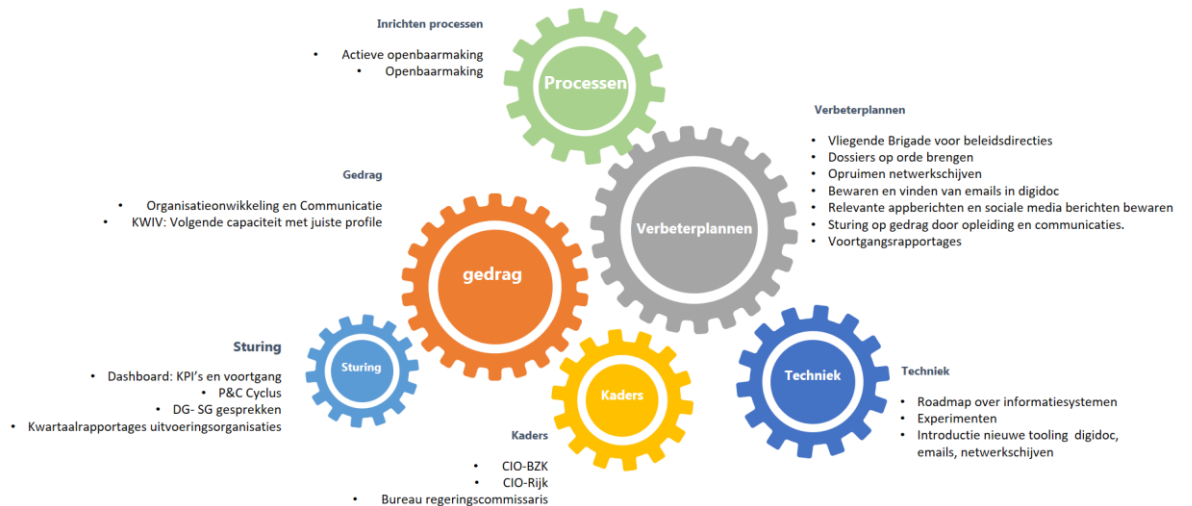 Inrichten processen
• Actieve openbaarmaking
• Openbaarmaking
Processen
Verbeterplannen
• Vliegende Brigade voor beleidsdirecties
• Dossiers op orde brengen
• Opruimen netwerkschijven
• Bewaren en vinden van emails in digidoc
• Relevante appberichten en sociale media berichten bewaren
• Sturing op gedrag door opleiding en communicaties.
• Voortgangsrapportages
Verbeterplannen
Gedrag
• Organisatieonwikkeling en Communicatie
• KWIV: Volgende capaciteit met juiste profile
gedrag
Sturing
• Dashboard: KPI's en voortgang
• P&C Cyclus
• DG- SG gesprekken
• Kwartaalrapportages uitvoeringsorganisaties
Sturing
Kaders
Kaders
• CIO-BZK
• CIO-Rijk
• Bureau regeringscommissaris
Techniek
Techniek
• Roadmap over informatiesystemen
• Experimenten
• Introductie nieuwe tooling digidoc,
emails, netwerkschijven